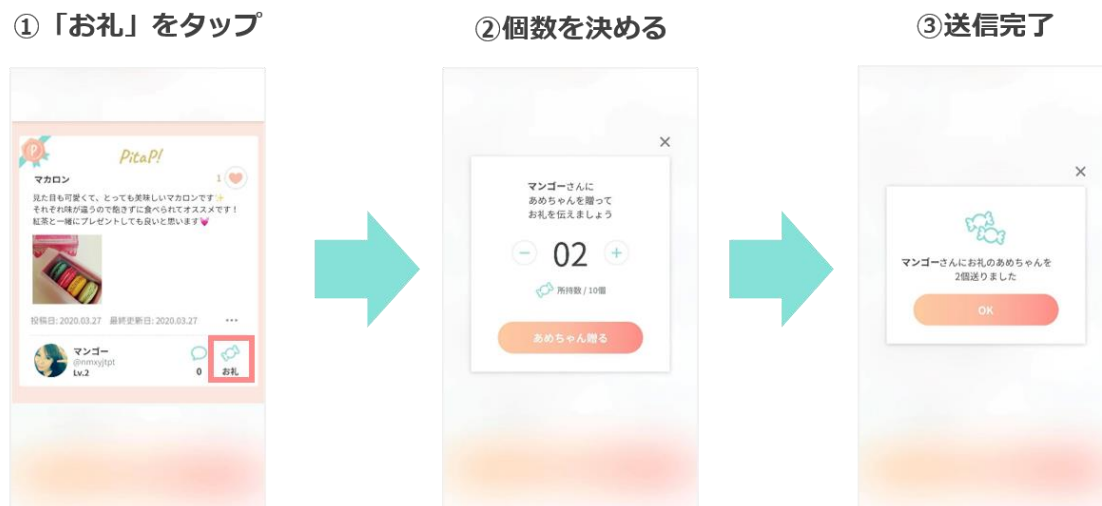 ①「お礼」をタップ
②個数を決める
③送信完了
P
PitaP!
マカロン
1
見た目も可愛くて、とっても美味しいマカロンです✨
それぞれ味が違うので飽きずに食べられてオススメです！
紅茶と一緒にプレゼントしても良いと思います💓
投稿日: 2020.03.27 最終更新日: 2020.03.27 …
マンゴー
@nmxyjtpt
Lv.2
0
お礼
×
マンゴーさんに
あめちゃんを贈って
お礼を伝えましょう
− 02 +
所持数 / 10個
あめちゃん贈る
×
マンゴーさんにお礼のあめちゃんを
2個送りました
OK